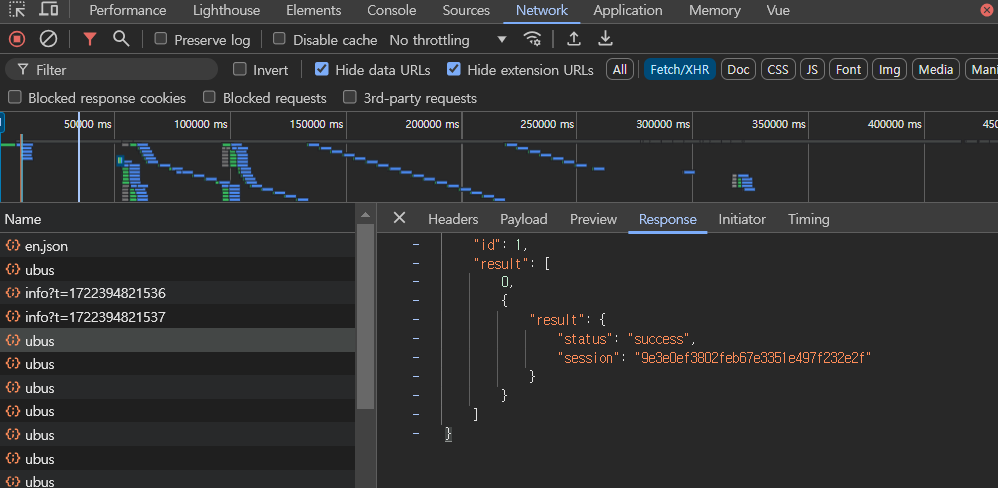 Performance Lighthouse Elements Console Sources Network Application Memory Vue
Preserve log Disable cache No throttling
Filter Invert Hide data URLs Hide extension URLs All Fetch/XHR Doc CSS JS Font Img Media Mani
Blocked response cookies Blocked requests 3rd-party requests
50000 ms 100000 ms 150000 ms 200000 ms 250000 ms 300000 ms 350000 ms 400000 ms 450
Name
en.json
ubus
info?t=1722394821536
info?t=1722394821537
ubus
ubus
ubus
ubus
ubus
ubus
ubus
Headers Payload Preview Response Initiator Timing
- "id": 1,
- "result": [
- 0,
- {
- "result": {
- "status": "success",
- "session": "9e3e0ef3802feb67e3351e497f232e2f"
- }
- }
- ]
- }